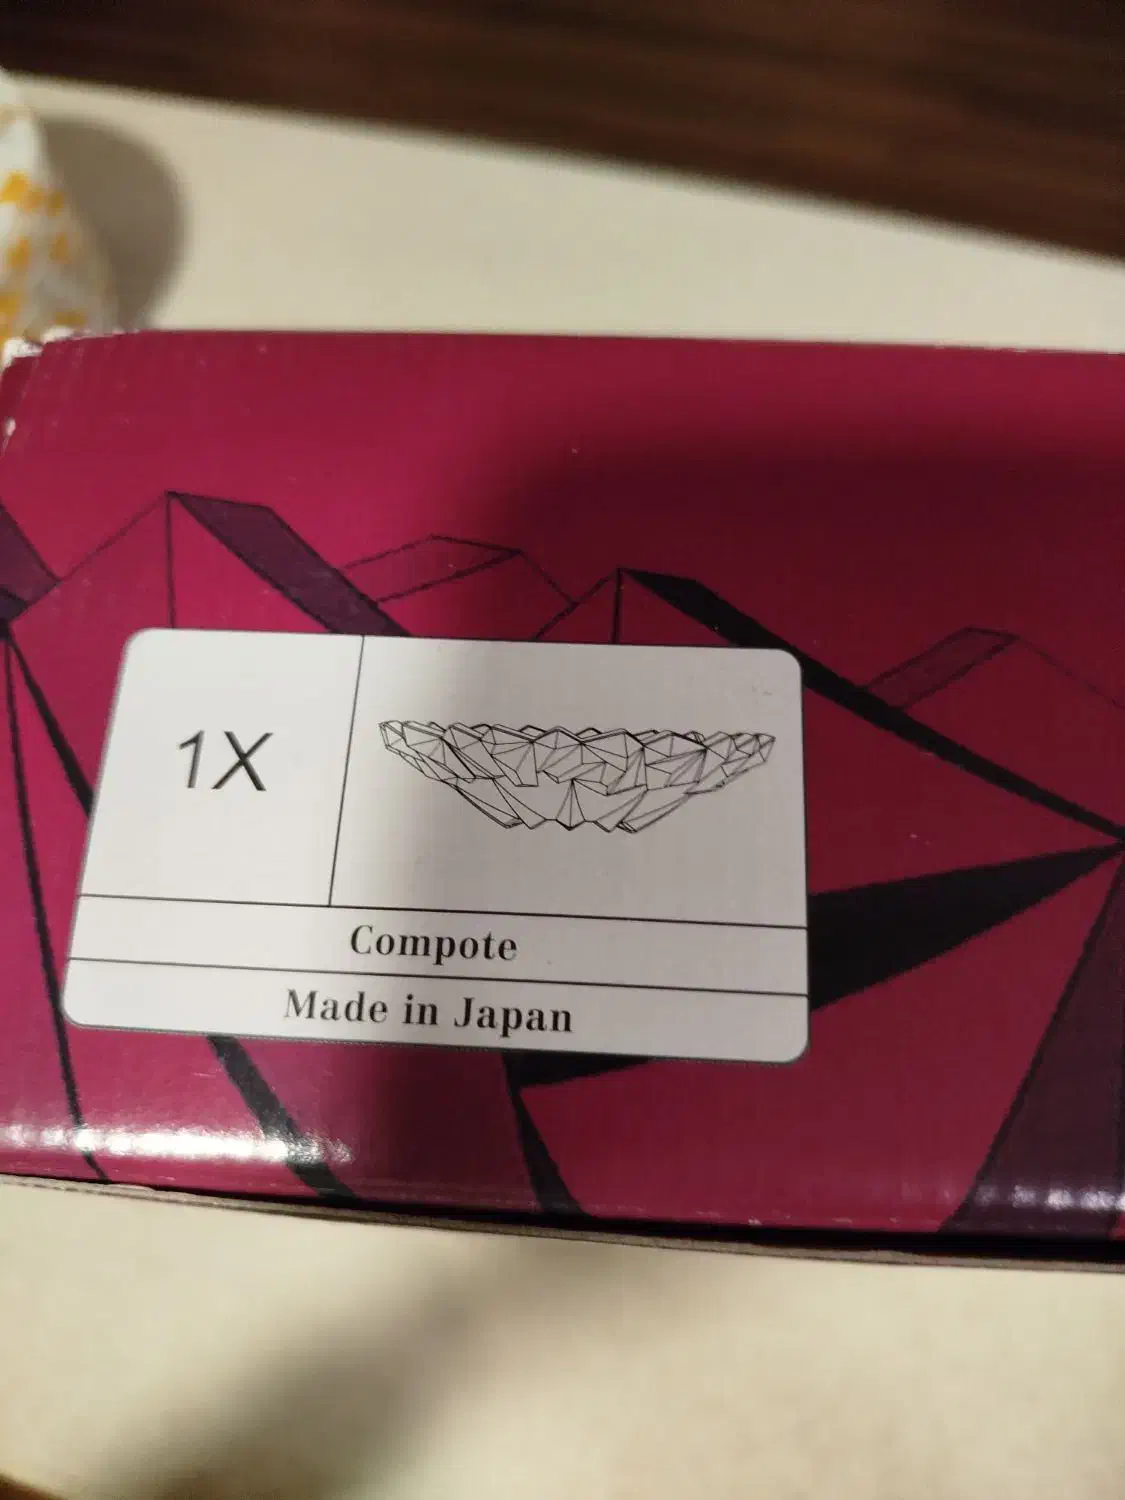 1X
Compote
Made in Japan